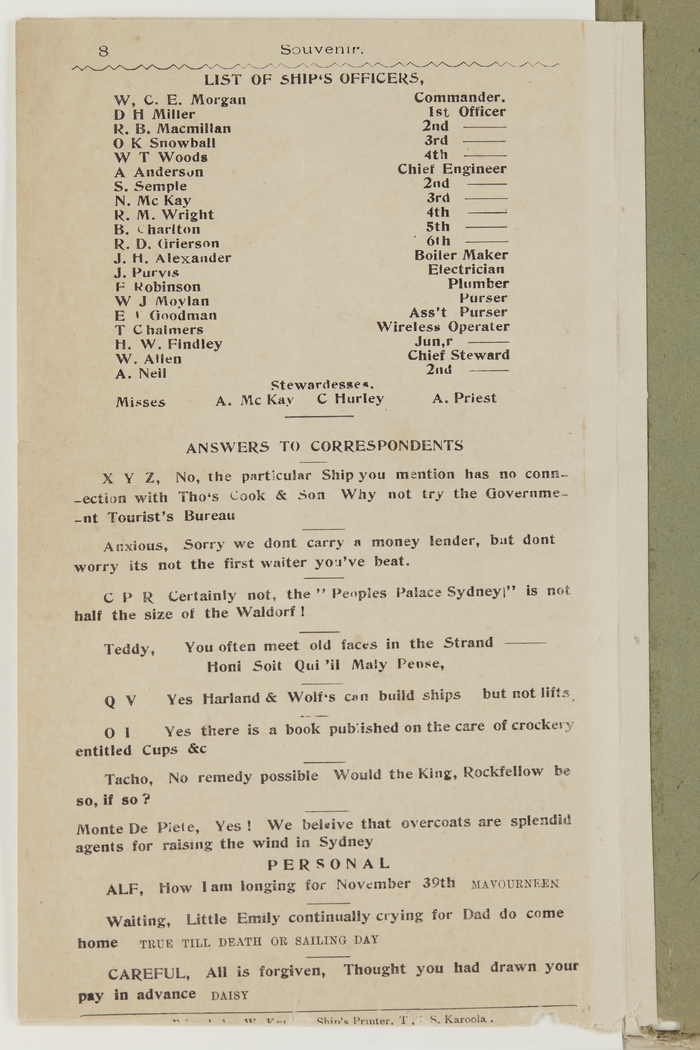 8 Souvenir.
LIST OF SHIP'S OFFICERS,
W, C. E. Morgan Commander.
D H Miller 1st Officer
R. B. Macmillan 2nd ——
O K Snowball 3rd ——
W T Woods 4th ——
A Anderson Chief Engineer
S. Semple 2nd ——
N. Mc Kay 3rd ——
R. M. Wright 4th ——
B. Charlton 5th ——
R. D. Grierson 6th ——
J. H. Alexander Boiler Maker
J. Purvis Electrician
F Robinson Plumber
W J Moylan Purser
E Goodman Ass't Purser
T Chalmers Wireless Operater
H. W. Findley Jun,r ——
W. Allen Chief Steward
A. Neil 2nd ——
Stewardesses.
Misses A. Mc Kay C Hurley A. Priest
ANSWERS TO CORRESPONDENTS
X Y Z, No, the particular Ship you mention has no conn-
-ection with Tho's Cook & Son Why not try the Governme-
-nt Tourist's Bureau
Anxious, Sorry we dont carry a money lender, but dont
worry its not the first waiter you've beat.
C P R Certainly not, the " Peoples Palace Sydney" is not
half the size of the Waldorf !
Teddy, You often meet old faces in the Strand ——
Honi Soit Qui 'il Maly Pense,
Q V Yes Harland & Wolf's can build ships but not lifts,
O I Yes there is a book published on the care of crockery
entitled Cups &c
Tacho, No remedy possible Would the King, Rockfellow be
so, if so ?
Monte De Piete, Yes ! We beleive that overcoats are splendid
agents for raising the wind in Sydney
PERSONAL
ALF, How I am longing for November 39th MAVOURNEEN
Waiting, Little Emily continually crying for Dad do come
home TRUE TILL DEATH OR SAILING DAY
CAREFUL, All is forgiven, Thought you had drawn your
pay in advance DAISY
Ship's Printer, T. S. Karoola .